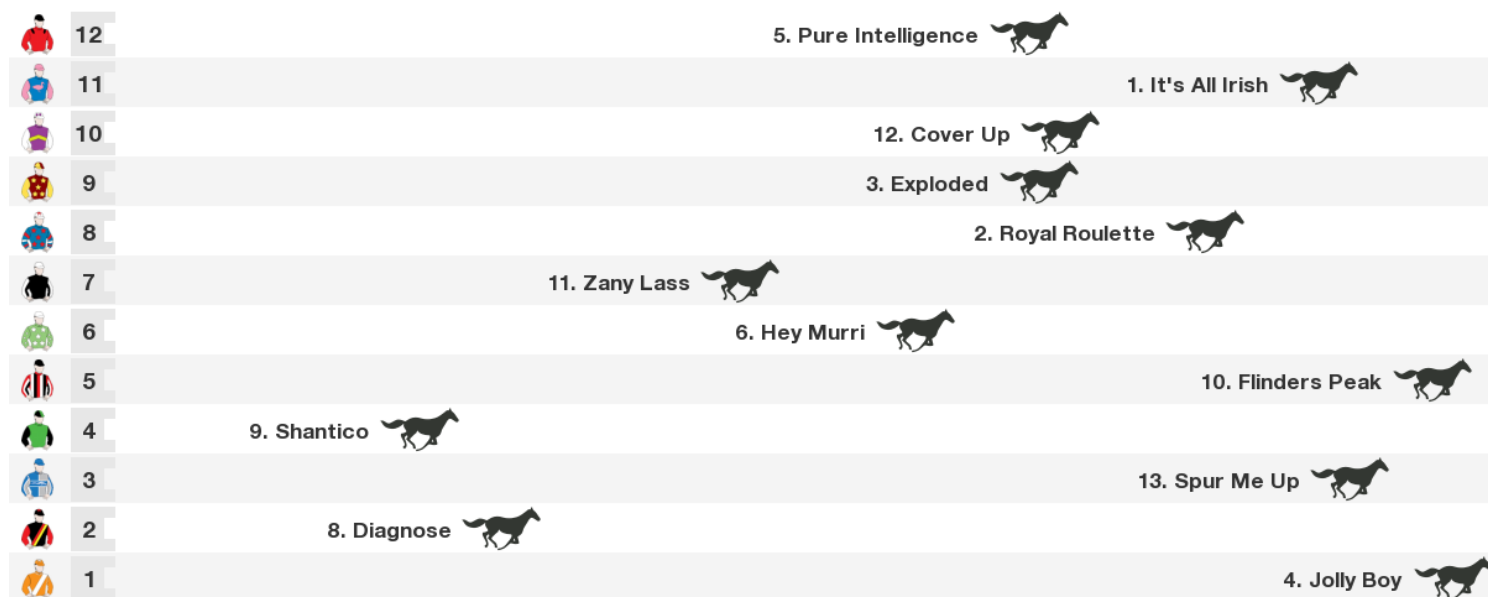 12 5. Pure Intelligence
11 1. It's All Irish
10 12. Cover Up
9 3. Exploded
8 2. Royal Roulette
7 11. Zany Lass
6 6. Hey Murri
5 10. Flinders Peak
4 9. Shantico
3 13. Spur Me Up
2 8. Diagnose
1 4. Jolly Boy